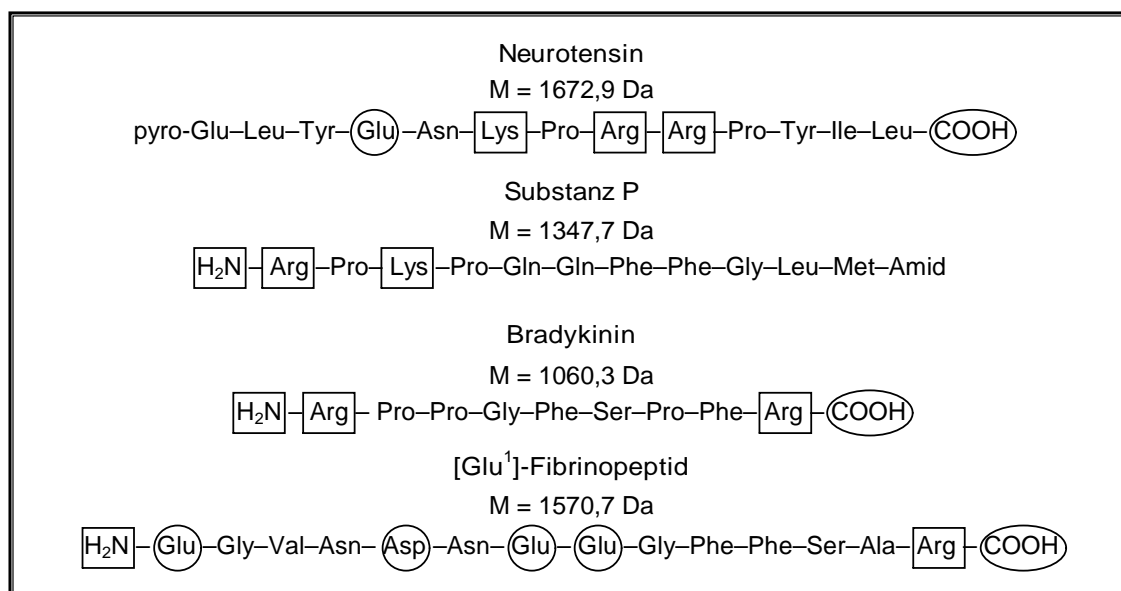 Neurotensin
M = 1672,9 Da
pyro-Glu–Leu–Tyr–Glu–Asn–Lys–Pro–Arg–Arg–Pro–Tyr–Ile–Leu–COOH
Substanz P
M = 1347,7 Da
H₂N–Arg–Pro–Lys–Pro–Gln–Gln–Phe–Phe–Gly–Leu–Met–Amid
Bradykinin
M = 1060,3 Da
H₂N–Arg–Pro–Pro–Gly–Phe–Ser–Pro–Phe–Arg–COOH
[Glu¹]-Fibrinopeptid
M = 1570,7 Da
H₂N–Glu–Gly–Val–Asn–Asp–Asn–Glu–Glu–Gly–Phe–Phe–Ser–Ala–Arg–COOH